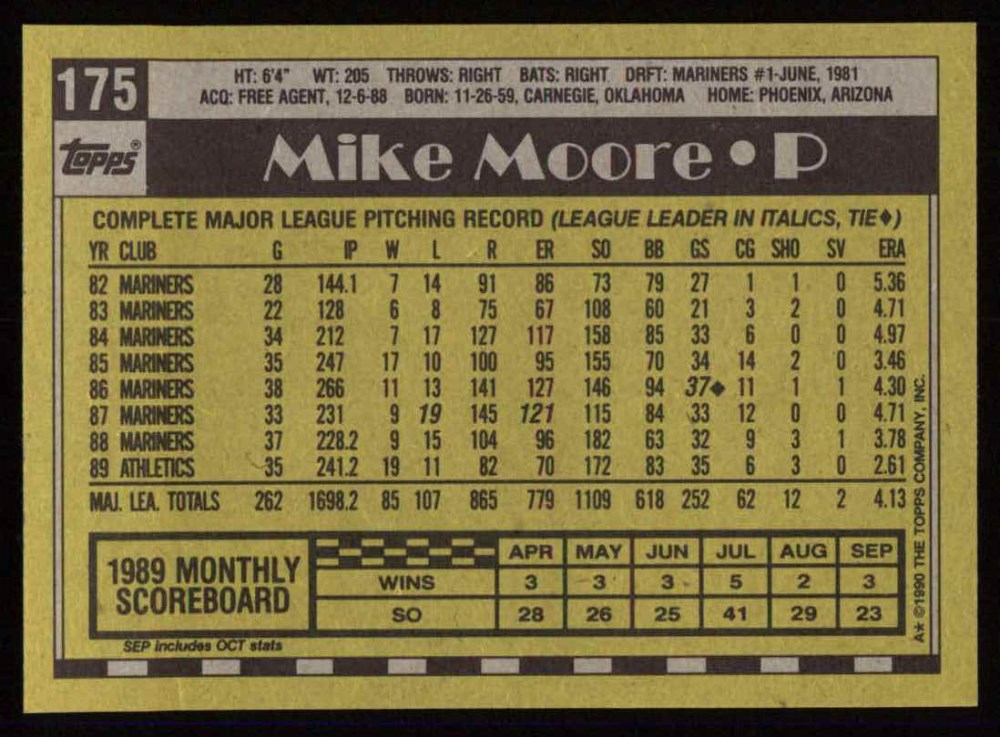 175
HT: 6'4" WT: 205 THROWS: RIGHT BATS: RIGHT DRFT: MARINERS #1-JUNE, 1981
ACQ: FREE AGENT, 12-6-88 BORN: 11-26-59, CARNEGIE, OKLAHOMA HOME: PHOENIX, ARIZONA
topps® Mike Moore • P
COMPLETE MAJOR LEAGUE PITCHING RECORD (LEAGUE LEADER IN ITALICS, TIE♦)
YR CLUB G IP W L R ER SO BB GS CG SHO SV ERA
82 MARINERS 28 144.1 7 14 91 86 73 79 27 1 1 0 5.36
83 MARINERS 22 128 6 8 75 67 108 60 21 3 2 0 4.71
84 MARINERS 34 212 7 17 127 117 158 85 33 6 0 0 4.97
85 MARINERS 35 247 17 10 100 95 155 70 34 14 2 0 3.46
86 MARINERS 38 266 11 13 141 127 146 94 37♦ 11 1 1 4.30
87 MARINERS 33 231 9 19 145 121 115 84 33 12 0 0 4.71
88 MARINERS 37 228.2 9 15 104 96 182 63 32 9 3 1 3.78
89 ATHLETICS 35 241.2 19 11 82 70 172 83 35 6 3 0 2.61
MAJ. LEA. TOTALS 262 1698.2 85 107 865 779 1109 618 252 62 12 2 4.13
1989 MONTHLY
SCOREBOARD
APR MAY JUN JUL AUG SEP
WINS 3 3 3 5 2 3
SO 28 26 25 41 29 23
SEP includes OCT stats
A★ ©1990 THE TOPPS COMPANY, INC.